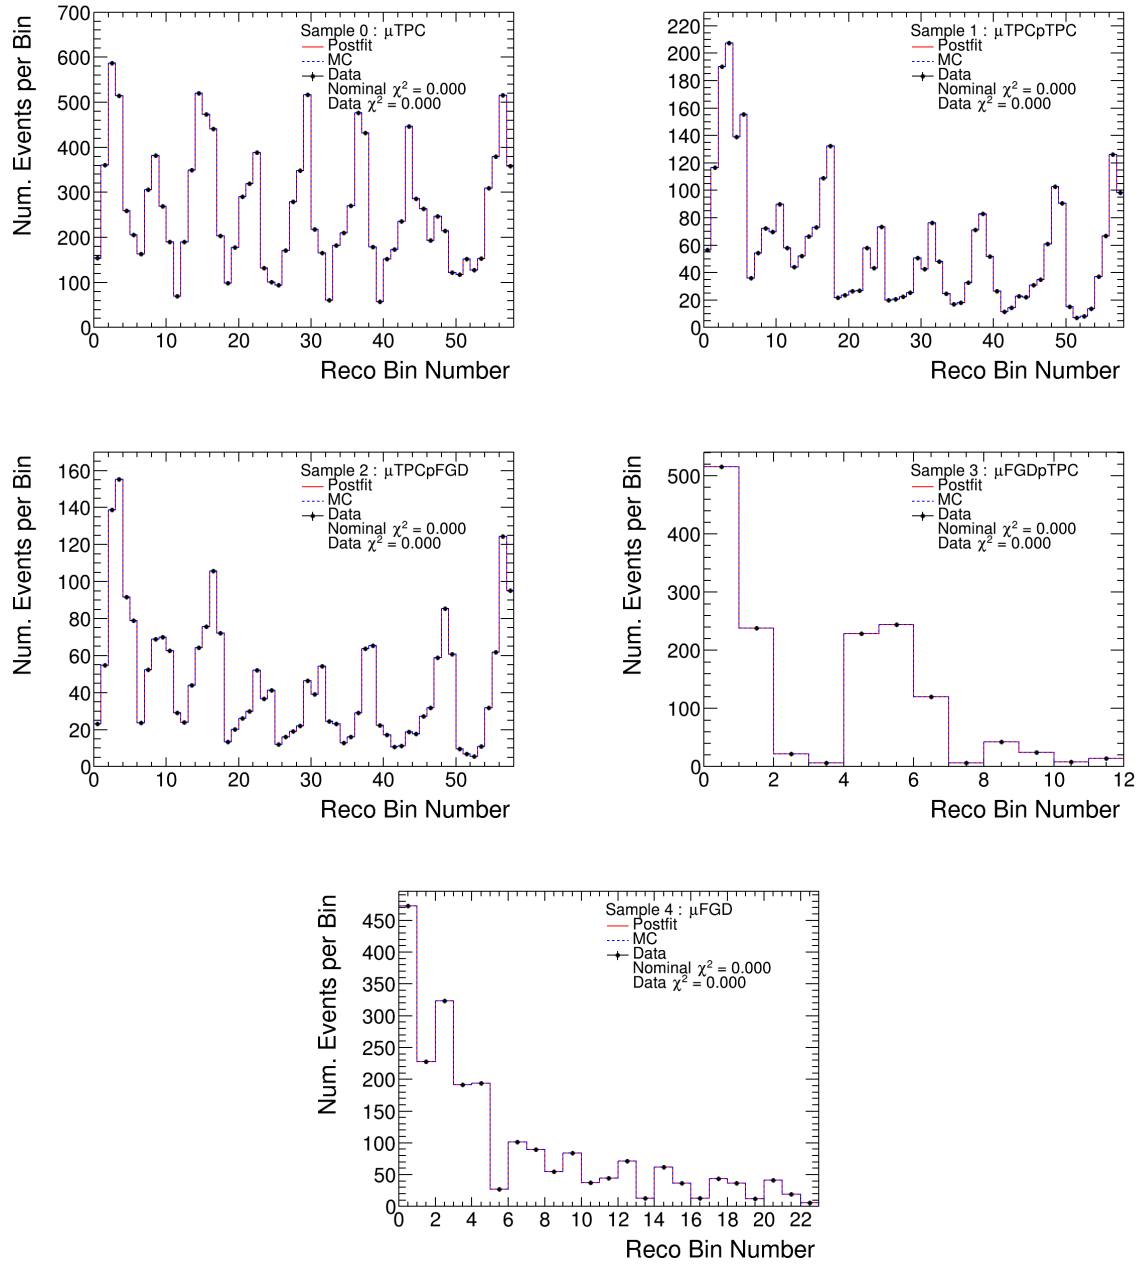 Sample 0 : μTPC
Postfit
MC
Data
Nominal χ² = 0.000
Data χ² = 0.000
Num. Events per Bin
700
600
500
400
300
200
100
0
0 10 20 30 40 50
Reco Bin Number
Sample 1 : μTPCpTPC
Postfit
MC
Data
Nominal χ² = 0.000
Data χ² = 0.000
Num. Events per Bin
220
200
180
160
140
120
100
80
60
40
20
0
0 10 20 30 40 50
Reco Bin Number
Sample 2 : μTPCpFGD
Postfit
MC
Data
Nominal χ² = 0.000
Data χ² = 0.000
Num. Events per Bin
160
140
120
100
80
60
40
20
0
0 10 20 30 40 50
Reco Bin Number
Sample 3 : μFGDpTPC
Postfit
MC
Data
Nominal χ² = 0.000
Data χ² = 0.000
Num. Events per Bin
500
400
300
200
100
0
0 2 4 6 8 10 12
Reco Bin Number
Sample 4 : μFGD
Postfit
MC
Data
Nominal χ² = 0.000
Data χ² = 0.000
Num. Events per Bin
450
400
350
300
250
200
150
100
50
0
0 2 4 6 8 10 12 14 16 18 20 22
Reco Bin Number